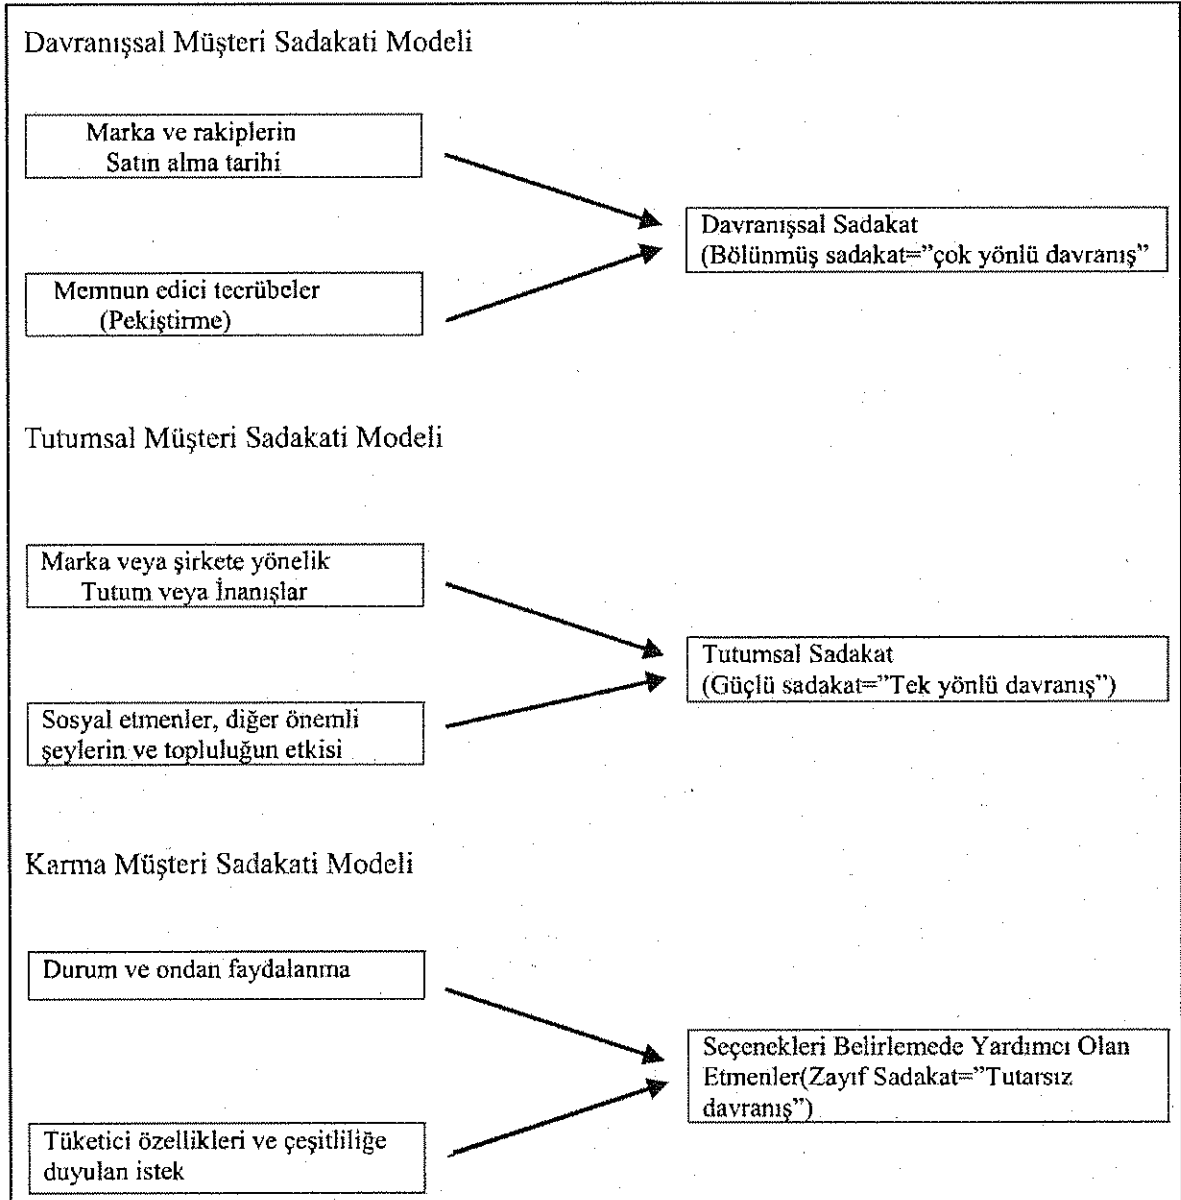 Davranışsal Müşteri Sadakati Modeli
Marka ve rakiplerin
Satın alma tarihi
Davranışsal Sadakat
(Bölünmüş sadakat=”çok yönlü davranış”
Memnun edici tecrübeler
(Pekiştirme)
Tutumsal Müşteri Sadakati Modeli
Marka veya şirkete yönelik
Tutum veya İnanışlar
Tutumsal Sadakat
(Güçlü sadakat=”Tek yönlü davranış”)
Sosyal etmenler, diğer önemli
şeylerin ve topluluğun etkisi
Karma Müşteri Sadakati Modeli
Durum ve ondan faydalanma
Seçenekleri Belirlemede Yardımcı Olan
Etmenler(Zayıf Sadakat=”Tutarsız
davranış”)
Tüketici özellikleri ve çeşitliliğe
duyulan istek